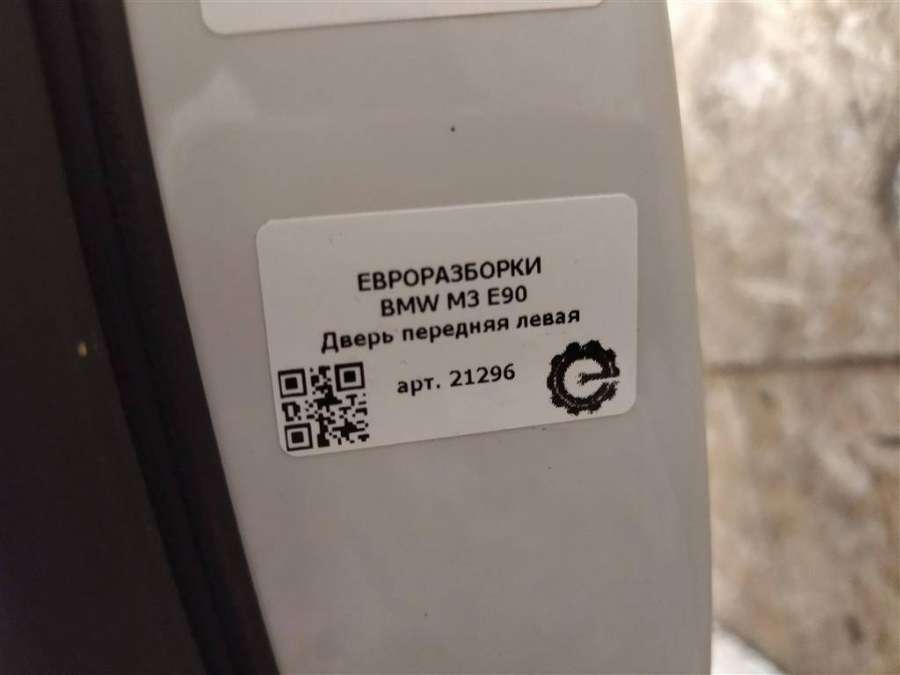 ЕВРОРАЗБОРКИ
BMW M3 E90
Дверь передняя левая
арт. 21296